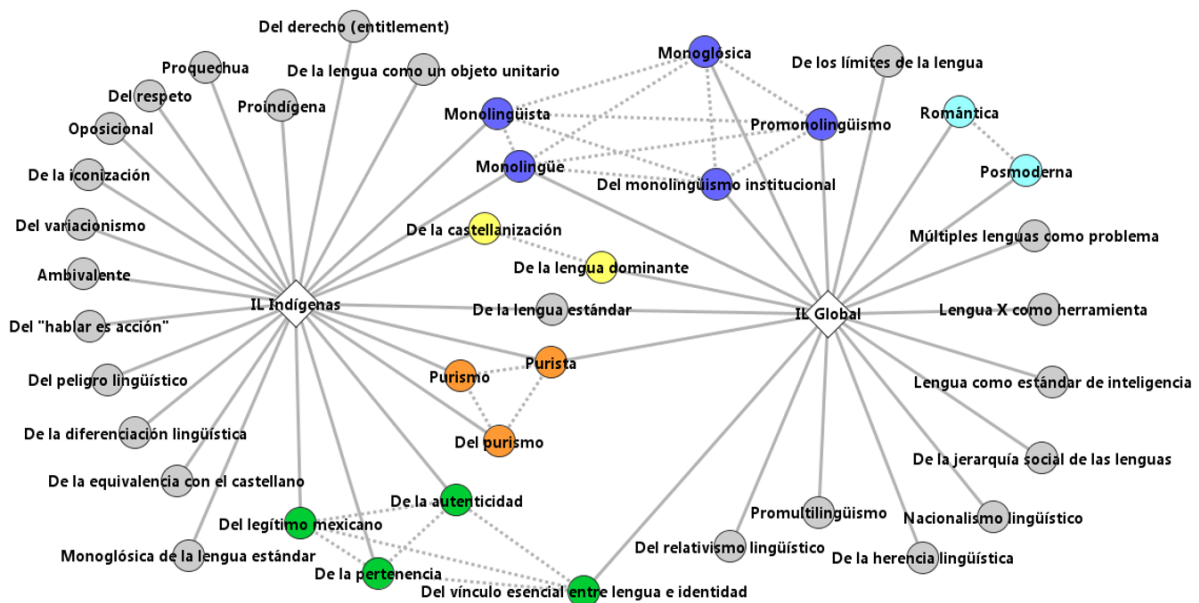 Del derecho (entitlement)
Proquechua
De la lengua como un objeto unitario
Del respeto
Proindígena
Oposicional
De la iconización
Del variacionismo
Ambivalente
Del "hablar es acción"
Del peligro lingüístico
De la diferenciación lingüística
De la equivalencia con el castellano
Monoglósica de la lengua estándar
IL Indígenas
Monoglósica
Monolingüista
Promonolingüismo
Monolingüe
Del monolingüismo institucional
De la castellanización
De la lengua dominante
De la lengua estándar
Purista
Purismo
Del purismo
De la autenticidad
Del legítimo mexicano
De la pertenencia
Del vínculo esencial entre lengua e identidad
IL Global
De los límites de la lengua
Romántica
Posmoderna
Múltiples lenguas como problema
Lengua X como herramienta
Lengua como estándar de inteligencia
De la jerarquía social de las lenguas
Nacionalismo lingüístico
Promultilingüismo
Del relativismo lingüístico
De la herencia lingüística